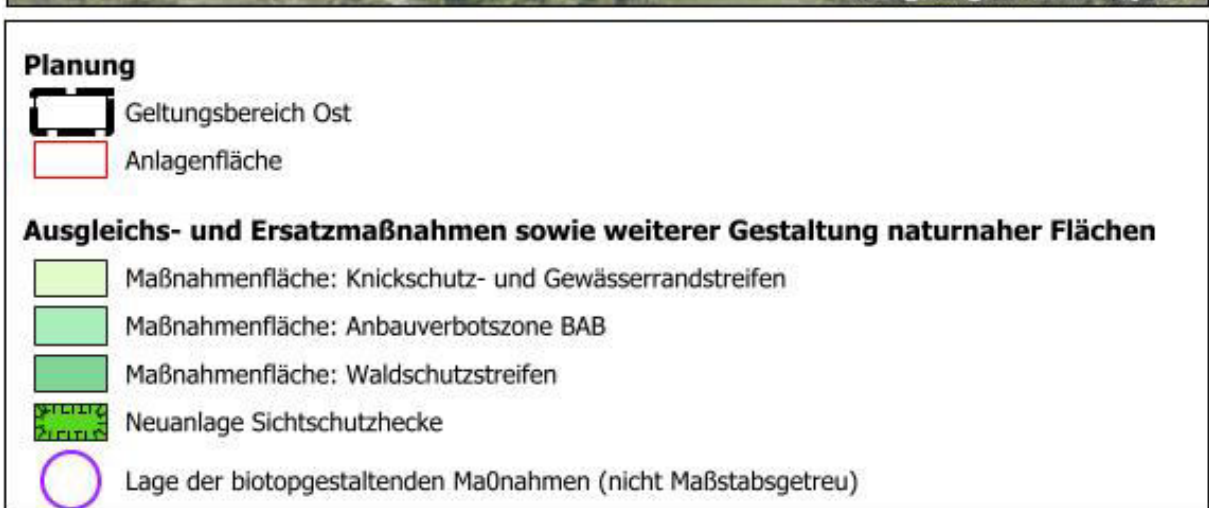 Planung
Geltungsbereich Ost
Anlagenfläche
Ausgleichs- und Ersatzmaßnahmen sowie weiterer Gestaltung naturnaher Flächen
Maßnahmenfläche: Knickschutz- und Gewässerrandstreifen
Maßnahmenfläche: Anbauverbotszone BAB
Maßnahmenfläche: Waldschutzstreifen
Neuanlage Sichtschutzhecke
Lage der biotopgestaltenden Ma0nahmen (nicht Maßstabsgetreu)